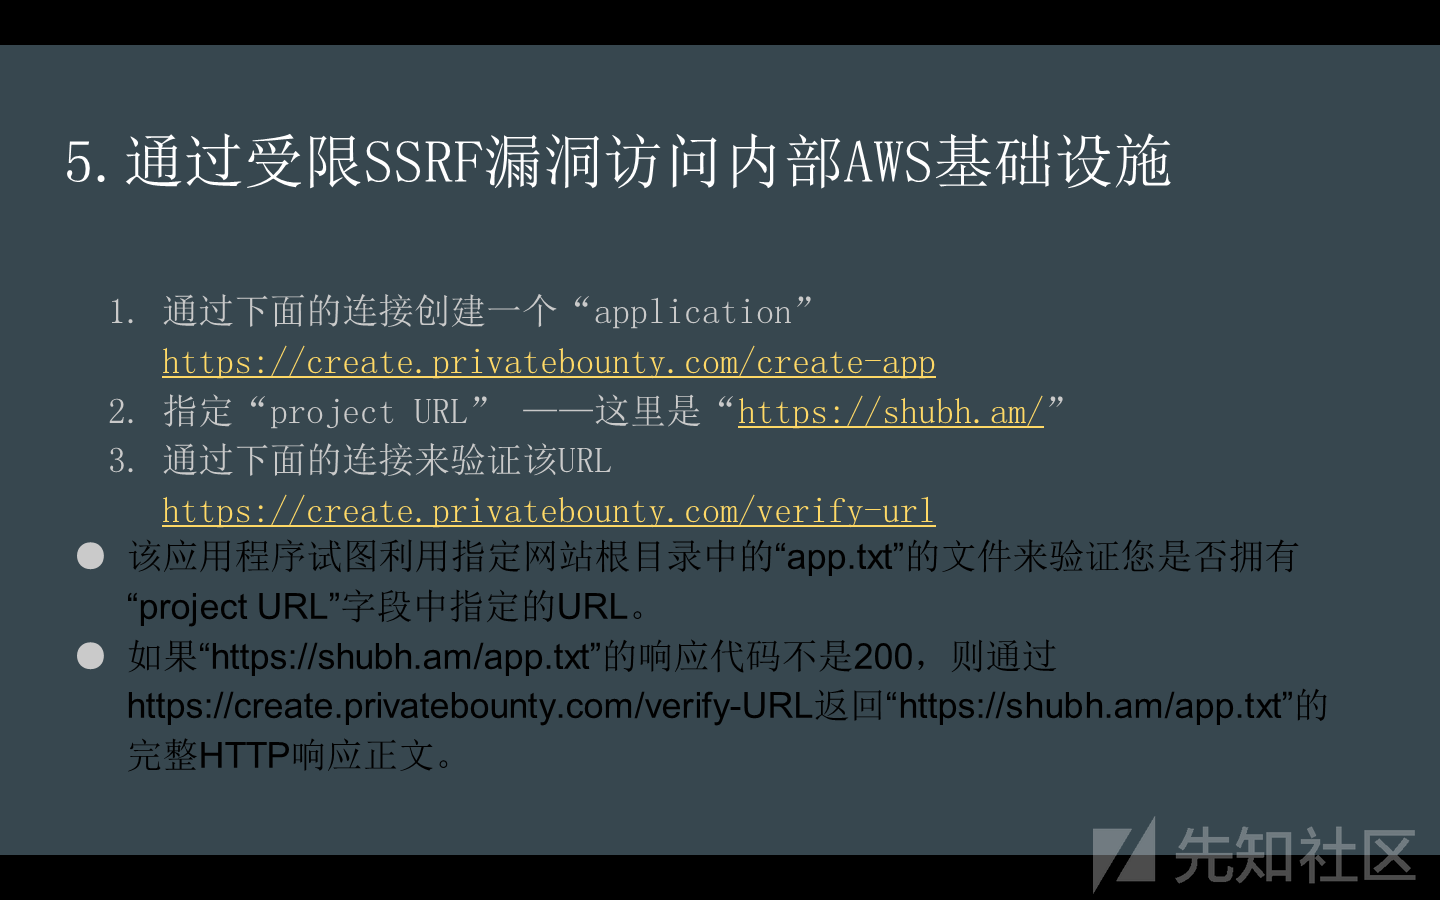 5.通过受限SSRF漏洞访问内部AWS基础设施
1. 通过下面的连接创建一个“application”
https://create.privatebounty.com/create-app
2. 指定“project URL” ——这里是“https://shubh.am/”
3. 通过下面的连接来验证该URL
https://create.privatebounty.com/verify-url
● 该应用程序试图利用指定网站根目录中的“app.txt”的文件来验证您是否拥有
“project URL”字段中指定的URL。
● 如果“https://shubh.am/app.txt”的响应代码不是200，则通过
https://create.privatebounty.com/verify-URL返回“https://shubh.am/app.txt”的
完整HTTP响应正文。
先知社区